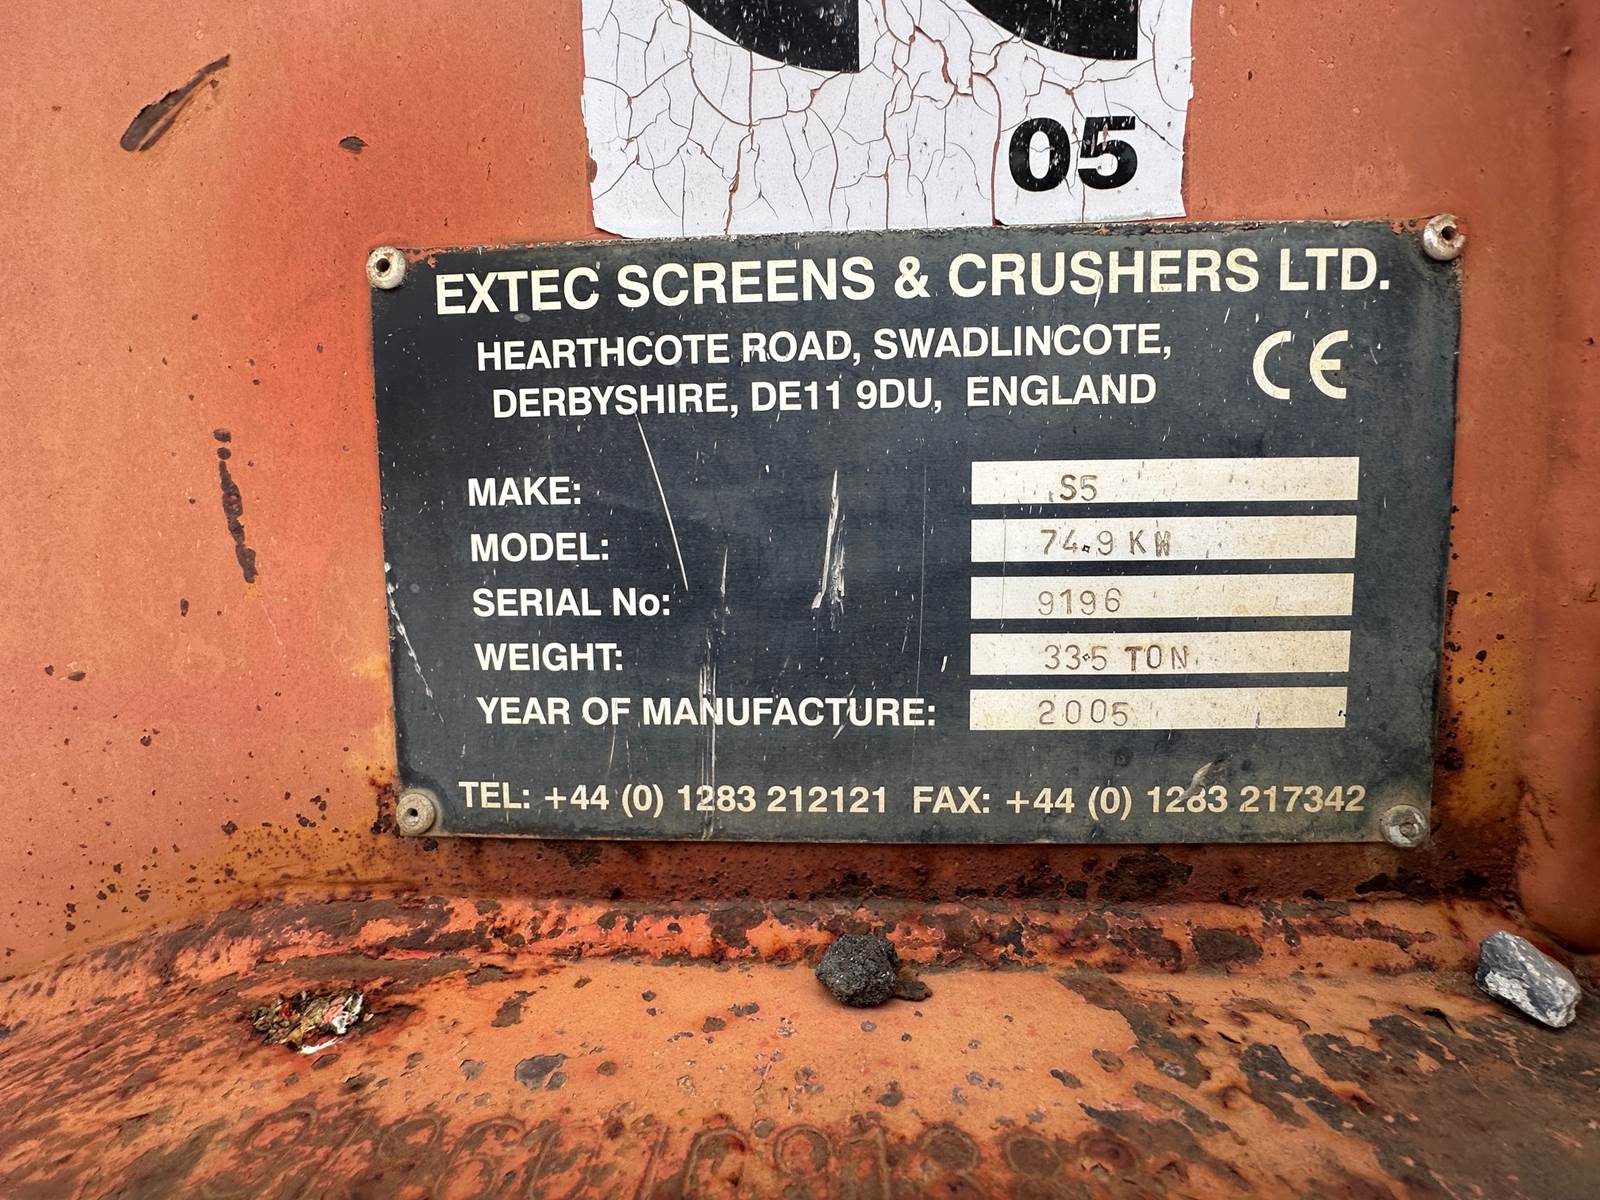 05
EXTEC SCREENS & CRUSHERS LTD.
HEARTHCOTE ROAD, SWADLINCOTE,
DERBYSHIRE, DE11 9DU, ENGLAND
CE
MAKE: S5
MODEL: 74.9 KW
SERIAL No: 9196
WEIGHT: 33.5 TON
YEAR OF MANUFACTURE: 2005
TEL: +44 (0) 1283 212121 FAX: +44 (0) 1283 217342